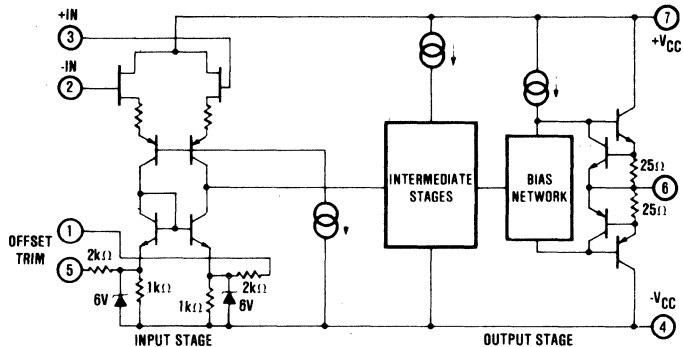 +IN
3
-IN
2
7
+VCC
INTERMEDIATE
STAGES
BIAS
NETWORK
25Ω
6
25Ω
1
OFFSET
TRIM
2kΩ
5
6V
1kΩ
1kΩ
2kΩ
6V
-VCC
4
INPUT STAGE
OUTPUT STAGE